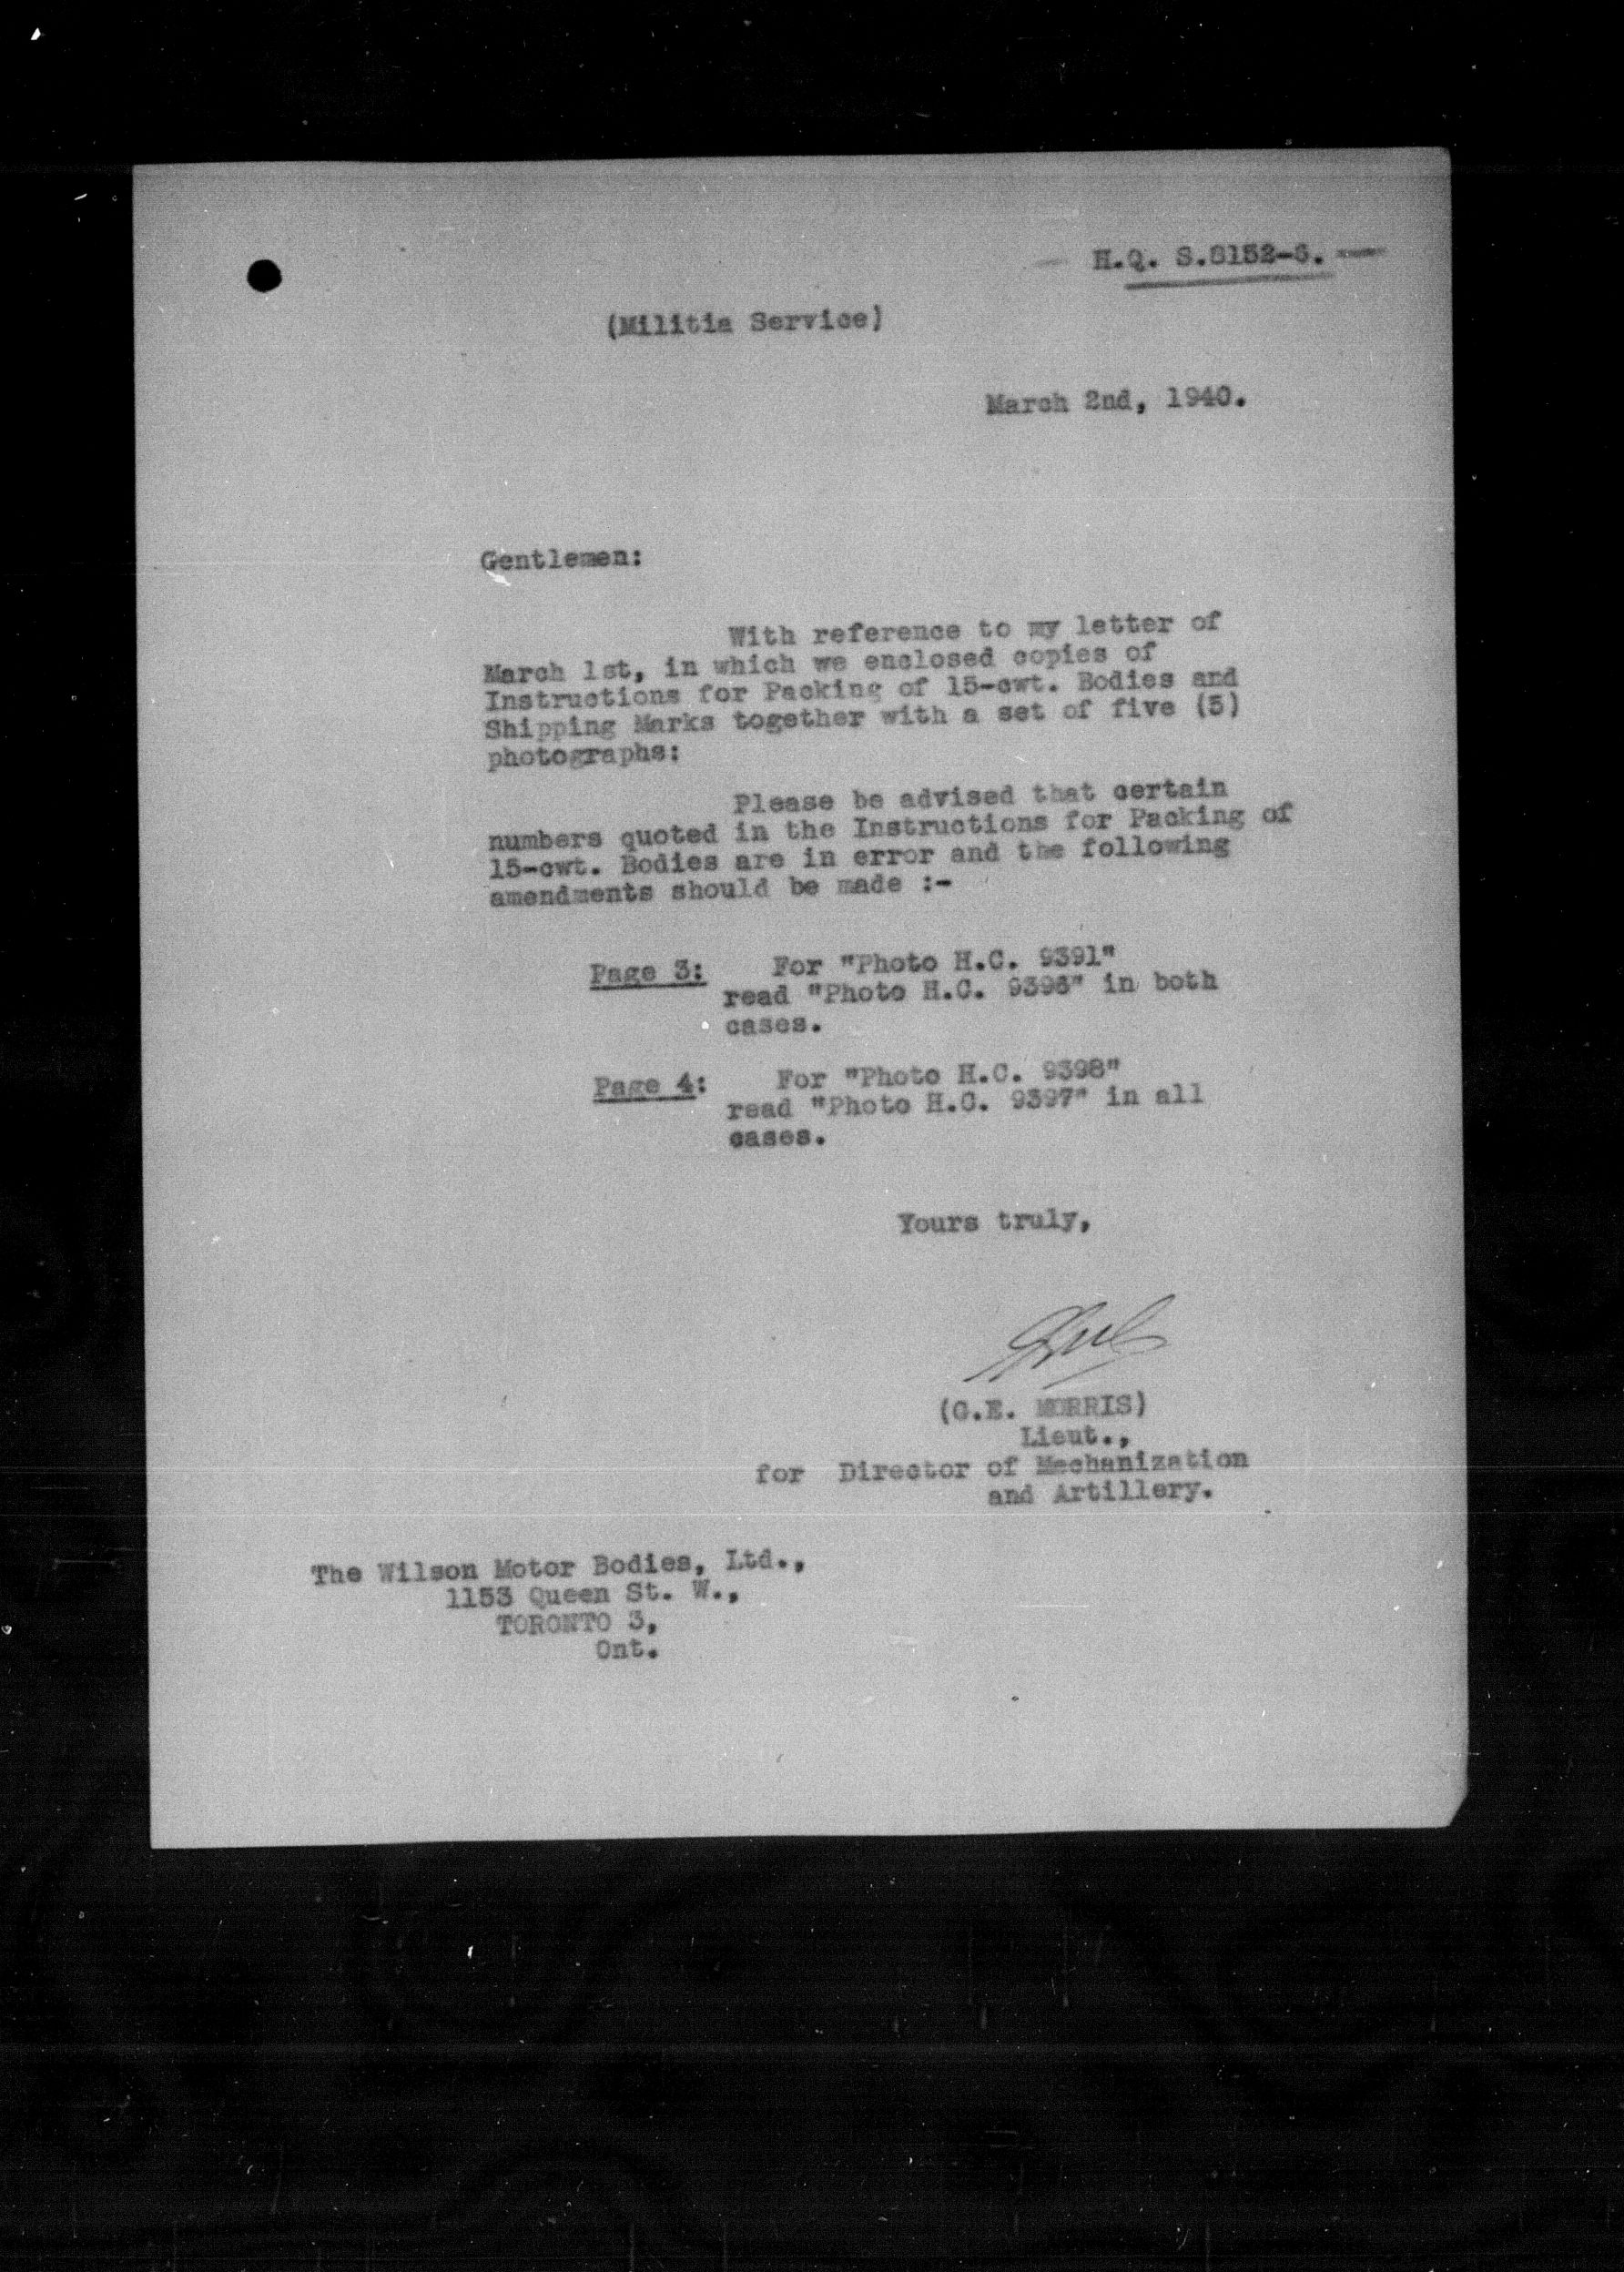 H.Q. S.8152-6.
(Militia Service)
March 2nd, 1940.
Gentlemen:
With reference to my letter of
March 1st, in which we enclosed copies of
Instructions for Packing of 15-cwt. Bodies and
Shipping Marks together with a set of five (5)
photographs:
Please be advised that certain
numbers quoted in the Instructions for Packing of
15-cwt. Bodies are in error and the following
amendments should be made :-
Page 3: For "Photo H.C. 9391"
read "Photo H.C. 9396" in both
cases.
Page 4: For "Photo H.C. 9398"
read "Photo H.C. 9397" in all
cases.
Yours truly,
(G.E. MORRIS)
Lieut.,
for Director of Mechanization
and Artillery.
The Wilson Motor Bodies, Ltd.,
1153 Queen St. W.,
TORONTO 3,
Ont.